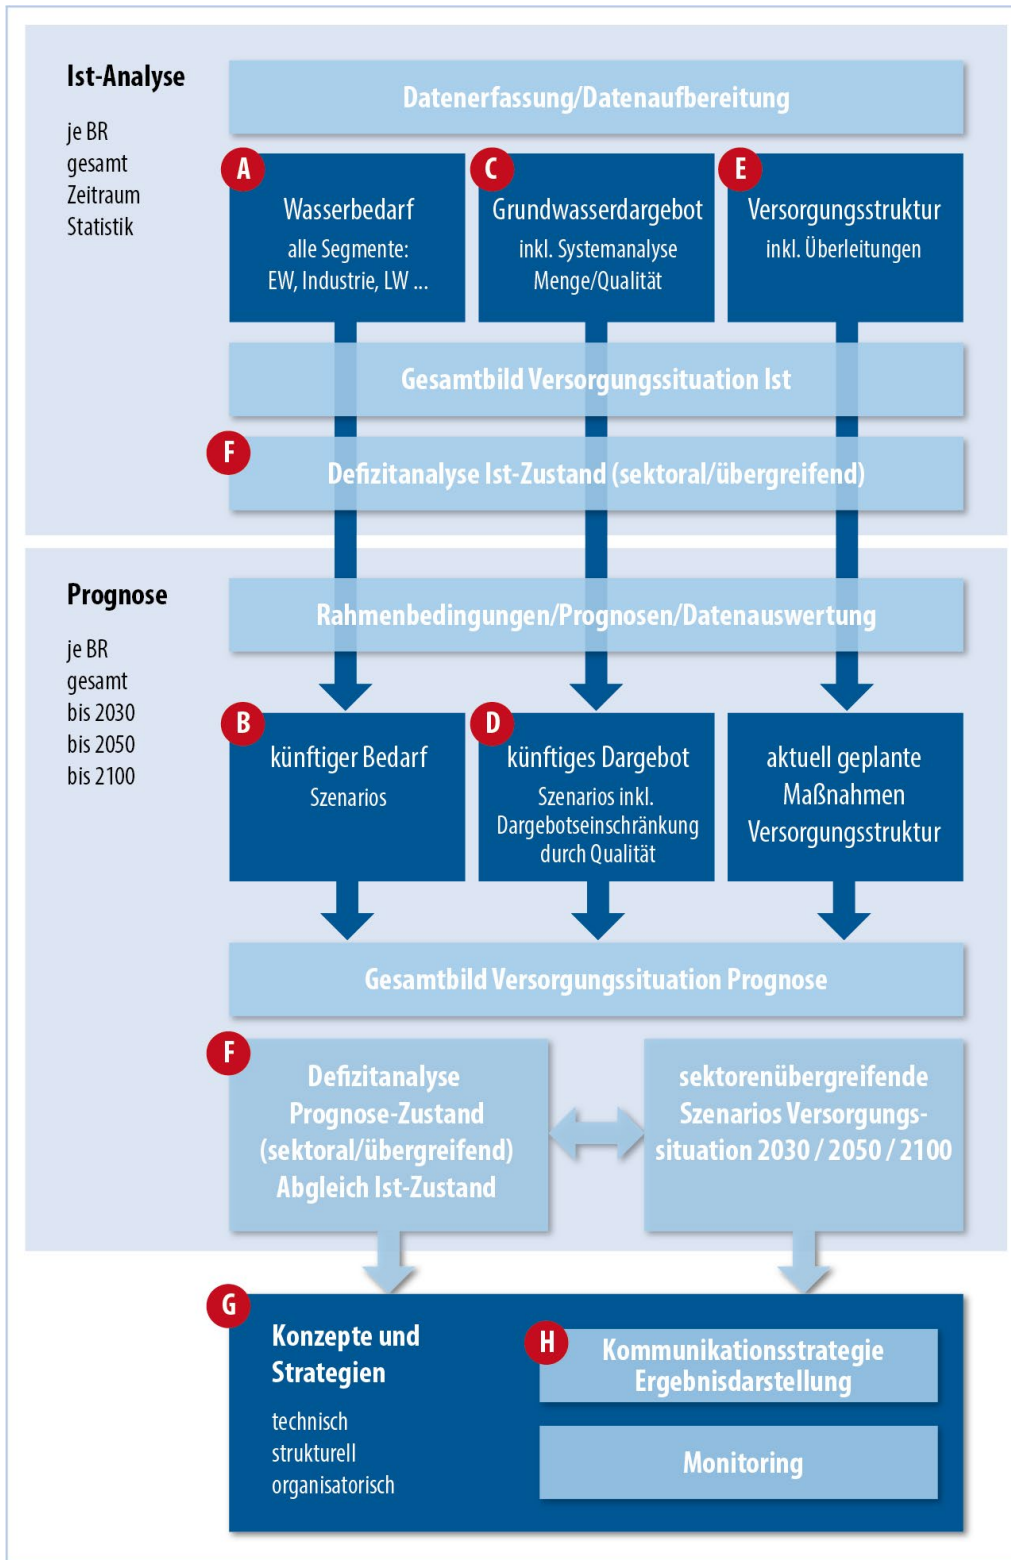 Ist-Analyse
je BR
gesamt
Zeitraum
Statistik
Datenerfassung/Datenaufbereitung
A
Wasserbedarf
alle Segmente:
EW, Industrie, LW ...
C
Grundwasserdargebot
inkl. Systemanalyse
Menge/Qualität
E
Versorgungsstruktur
inkl. Überleitungen
Gesamtbild Versorgungssituation Ist
F
Defizitanalyse Ist-Zustand (sektoral/übergreifend)
Prognose
je BR
gesamt
bis 2030
bis 2050
bis 2100
Rahmenbedingungen/Prognosen/Datenauswertung
B
künftiger Bedarf
Szenarios
D
künftiges Dargebot
Szenarios inkl.
Dargebotseinschränkung
durch Qualität
aktuell geplante
Maßnahmen
Versorgungsstruktur
Gesamtbild Versorgungssituation Prognose
F
Defizitanalyse
Prognose-Zustand
(sektoral/übergreifend)
Abgleich Ist-Zustand
sektorenübergreifende
Szenarios Versorgungs-
situation 2030 / 2050 / 2100
G
Konzepte und
Strategien
technisch
strukturell
organisatorisch
H
Kommunikationsstrategie
Ergebnisdarstellung
Monitoring